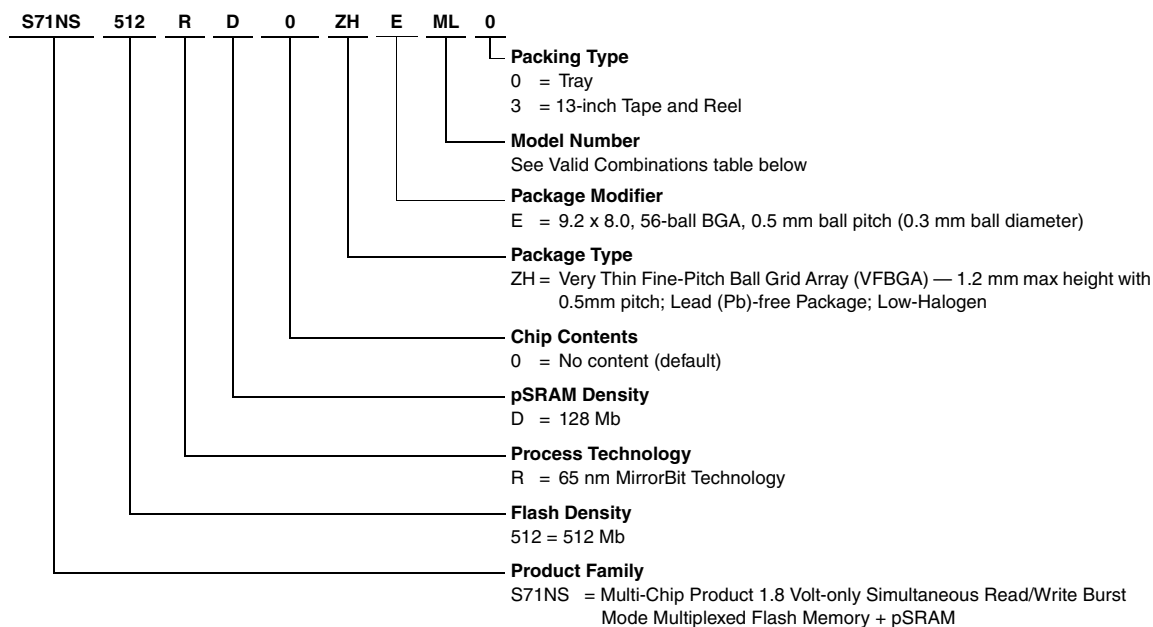 S71NS 512 R D 0 ZH E ML 0
Packing Type
0 = Tray
3 = 13-inch Tape and Reel
Model Number
See Valid Combinations table below
Package Modifier
E = 9.2 x 8.0, 56-ball BGA, 0.5 mm ball pitch (0.3 mm ball diameter)
Package Type
ZH = Very Thin Fine-Pitch Ball Grid Array (VFBGA) — 1.2 mm max height with
0.5mm pitch; Lead (Pb)-free Package; Low-Halogen
Chip Contents
0 = No content (default)
pSRAM Density
D = 128 Mb
Process Technology
R = 65 nm MirrorBit Technology
Flash Density
512 = 512 Mb
Product Family
S71NS = Multi-Chip Product 1.8 Volt-only Simultaneous Read/Write Burst
Mode Multiplexed Flash Memory + pSRAM